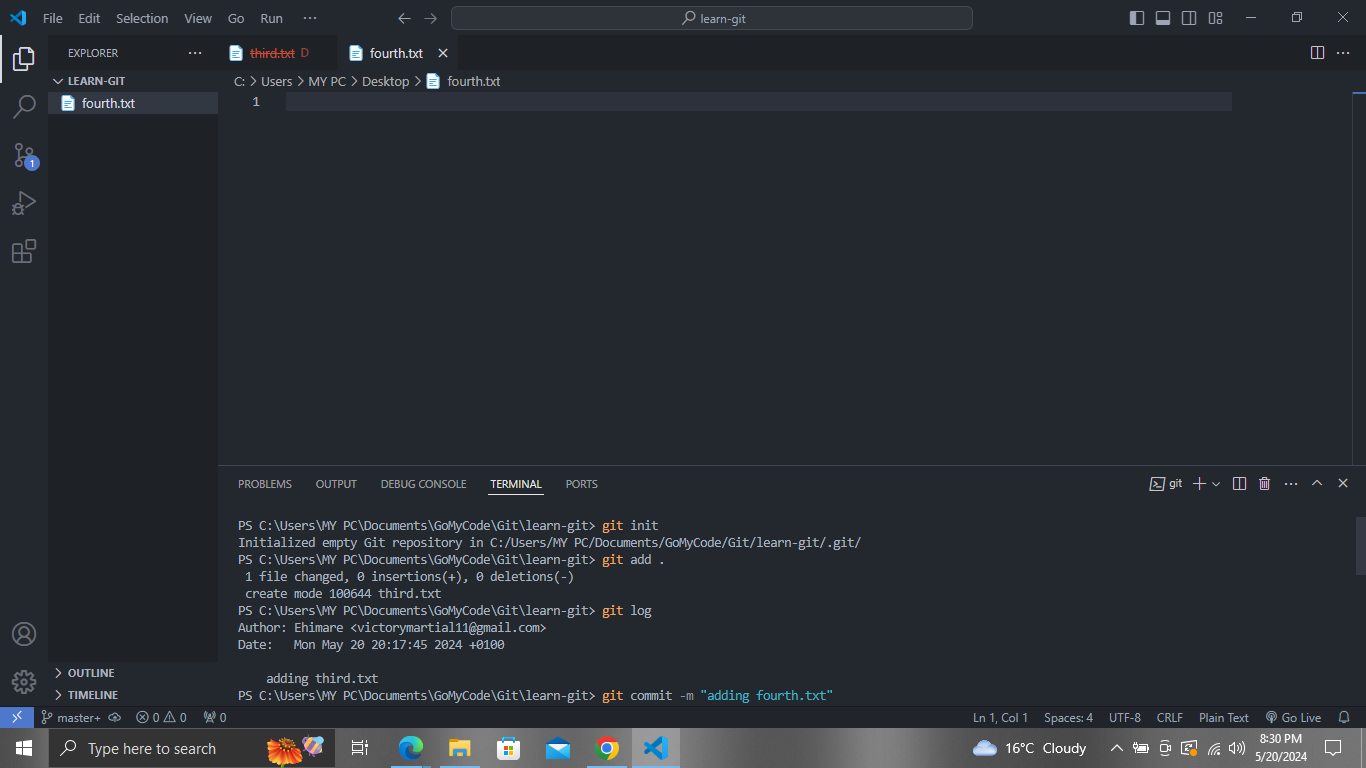 File Edit Selection View Go Run ···
learn-git
EXPLORER ···
third.txt D
fourth.txt
LEARN-GIT
C: > Users > MY PC > Desktop > fourth.txt
fourth.txt
1
1
PROBLEMS OUTPUT DEBUG CONSOLE TERMINAL PORTS
git
PS C:\Users\MY PC\Documents\GoMyCode\Git\learn-git> git init
Initialized empty Git repository in C:/Users/MY PC/Documents/GoMyCode/Git/learn-git/.git/
PS C:\Users\MY PC\Documents\GoMyCode\Git\learn-git> git add .
1 file changed, 0 insertions(+), 0 deletions(-)
create mode 100644 third.txt
PS C:\Users\MY PC\Documents\GoMyCode\Git\learn-git> git log
Author: Ehimare <victorymartial11@gmail.com>
Date:   Mon May 20 20:17:45 2024 +0100
adding third.txt
PS C:\Users\MY PC\Documents\GoMyCode\Git\learn-git> git commit -m "adding fourth.txt"
OUTLINE
TIMELINE
master+ 0 0 0 Ln 1, Col 1 Spaces: 4 UTF-8 CRLF Plain Text Go Live
Type here to search
16°C Cloudy
8:30 PM
5/20/2024